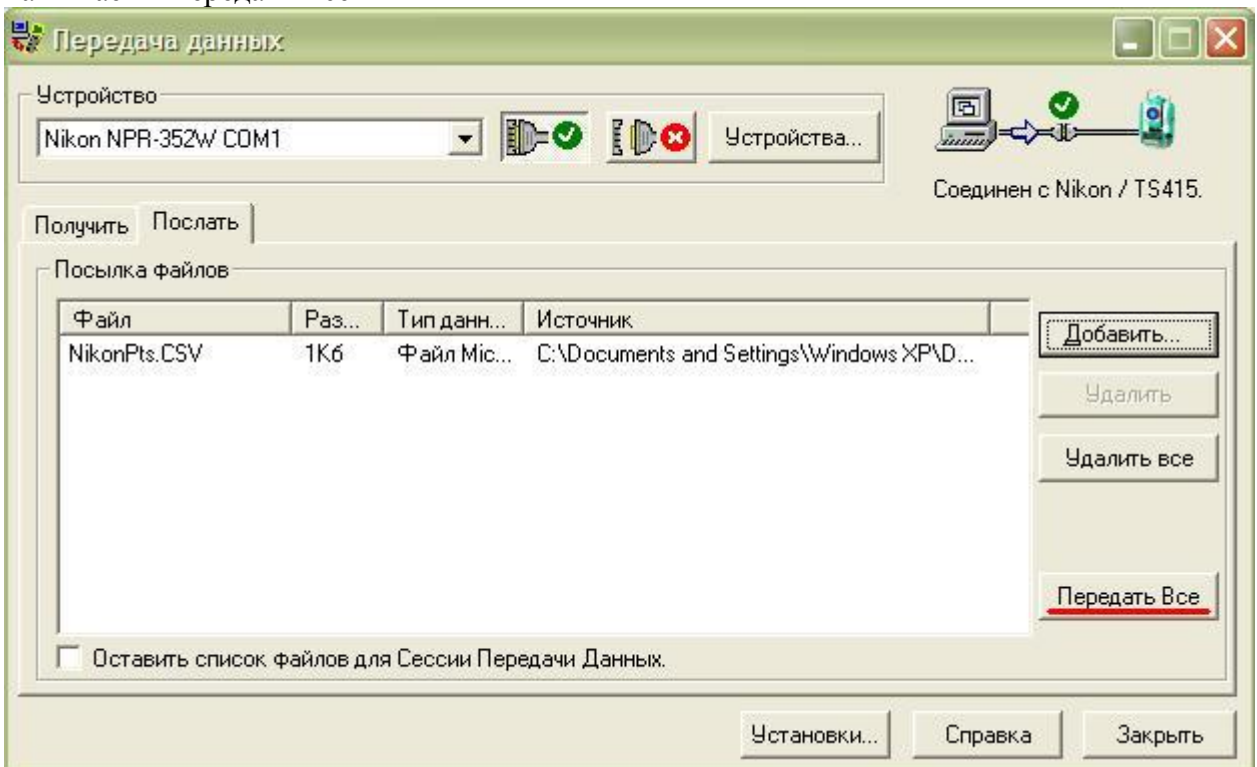 Передача данных
Устройство
Nikon NPR-352W COM1
Устройства...
Соединен с Nikon / TS415.
Получить Послать
Посылка файлов
Файл Раз... Тип данн... Источник
NikonPts.CSV 1Кб Файл Mic... C:\Documents and Settings\Windows XP\D...
Добавить...
Удалить
Удалить все
Передать Все
Оставить список файлов для Сессии Передачи Данных.
Установки... Справка Закрыть